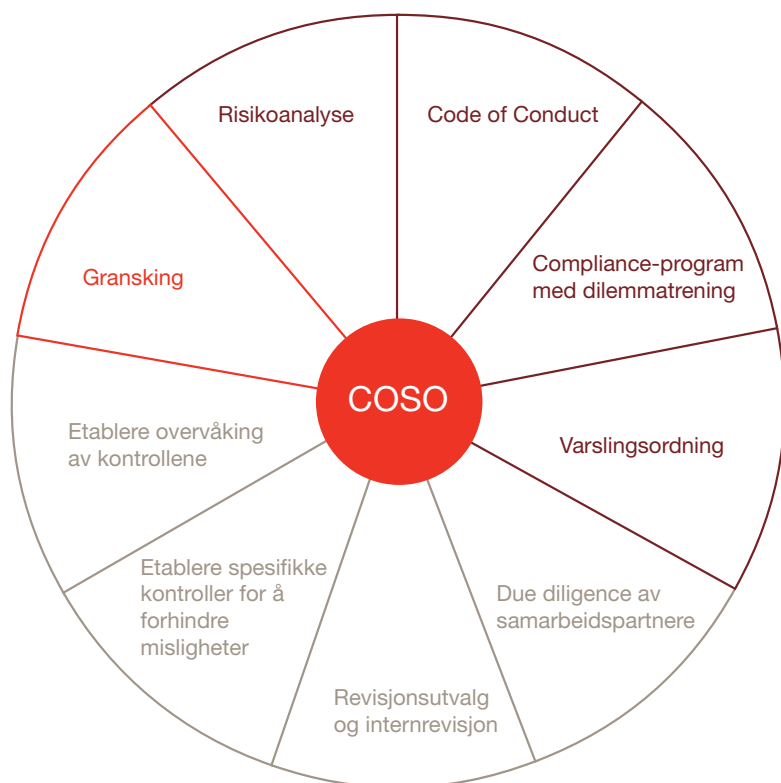 Risikoanalyse
Code of Conduct
Compliance-program
med dilemmatrening
Varslingsordning
Due diligence av
samarbeidspartnere
Revisjonsutvalg
og internrevisjon
Etablere spesifikke
kontroller for å
forhindre
misligheter
Etablere overvåking
av kontrollene
Gransking
COSO